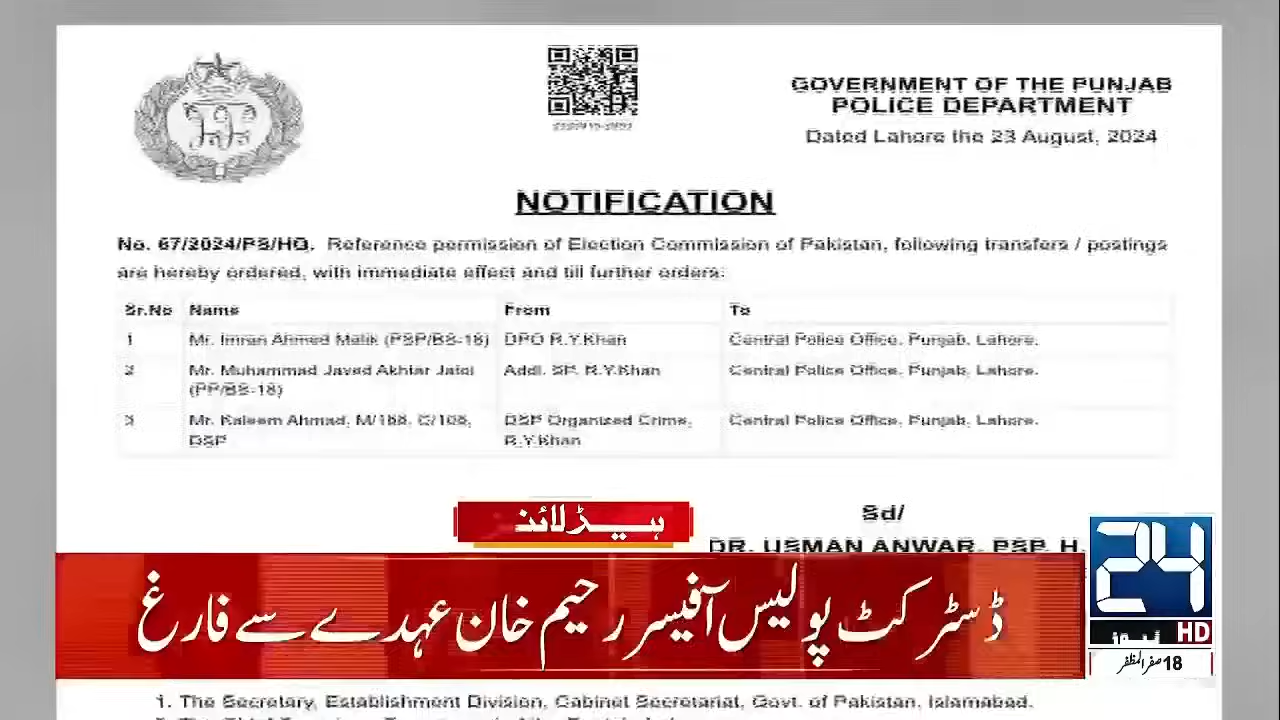 GOVERNMENT OF THE PUNJAB
POLICE DEPARTMENT
Dated Lahore the 23 August, 2024
NOTIFICATION
No. 67/2024/PS/HQ. Reference permission of Election Commission of Pakistan, following transfers / postings
are hereby ordered, with immediate effect and till further orders:
Sr.No Name From To
1 Mr. Imran Ahmed Malik (PSP/BS-18) DPO R.Y.Khan Central Police Office, Punjab, Lahore.
2 Mr. Muhammad Javed Akhtar Jatoi Addl. SP, R.Y.Khan Central Police Office, Punjab, Lahore.
(PP/BS-18)
3 Mr. Kaleem Ahmad, DSP Organized Crime, Central Police Office, Punjab, Lahore.
DSP R.Y.Khan
Sd/
DR. USMAN ANWAR, PSP, H.
ہیڈلائنز
ڈسٹرکٹ پولیس آفیسر رحیم خان عہدے سے فارغ
24
نیوز HD
18 صفر المظفر
1. The Secretary, Establishment Division, Cabinet Secretariat, Govt. of Pakistan, Islamabad.